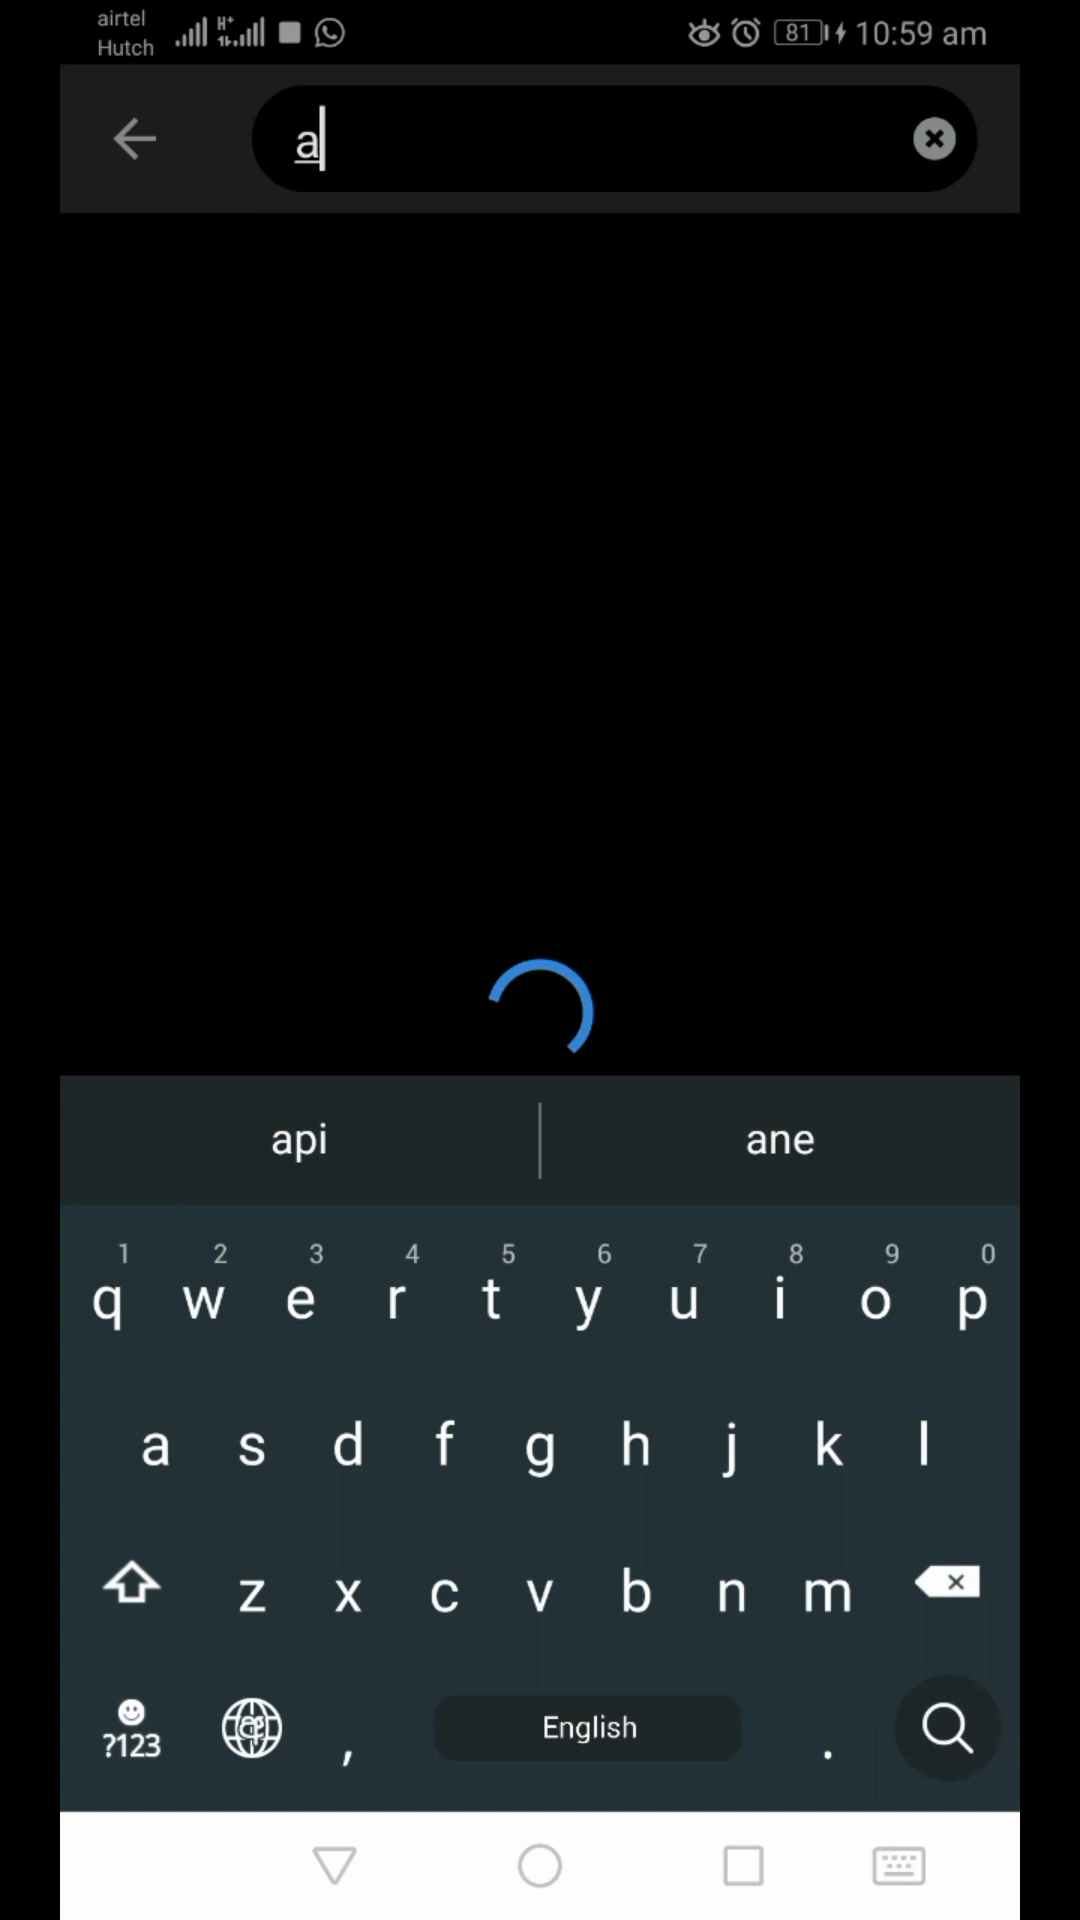 airtel
Hutch
H+
81
10:59 am
a
api
ane
1 2 3 4 5 6 7 8 9 0
q w e r t y u i o p
a s d f g h j k l
z x c v b n m
?123
,
English
.